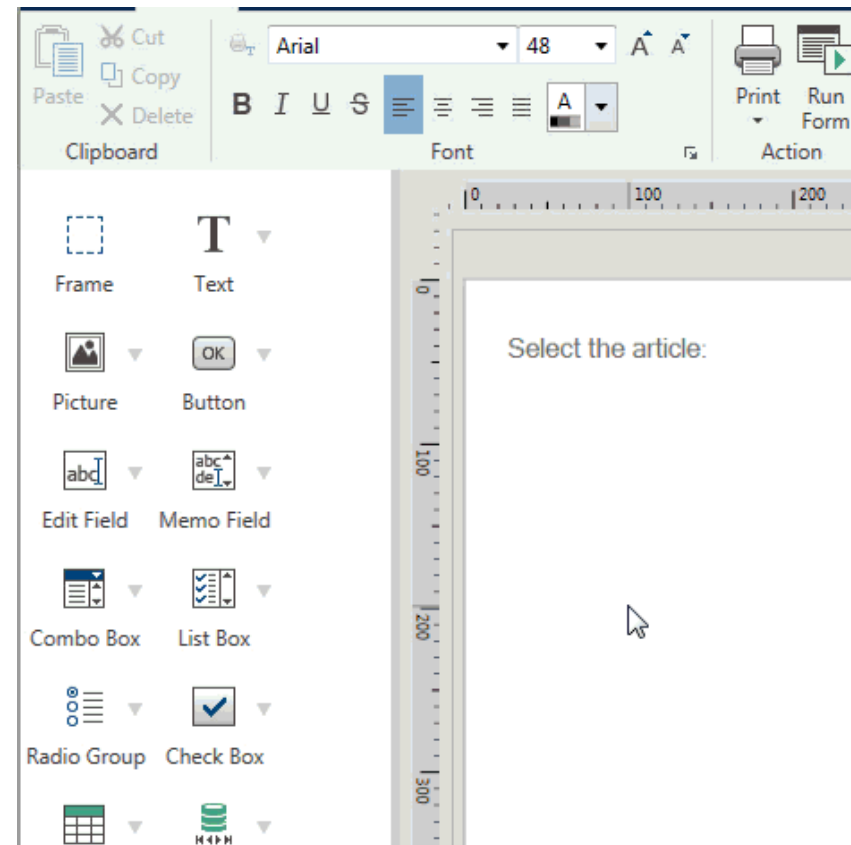 Cut
Arial
48
Copy
Paste
Delete
B I U S
A
Print
Run
Form
Clipboard
Font
Action
0
100
200
T
Frame
Text
0
Select the article:
OK
Picture
Button
100
abc
abc
de
Edit Field
Memo Field
Combo Box
List Box
200
Radio Group
Check Box
300